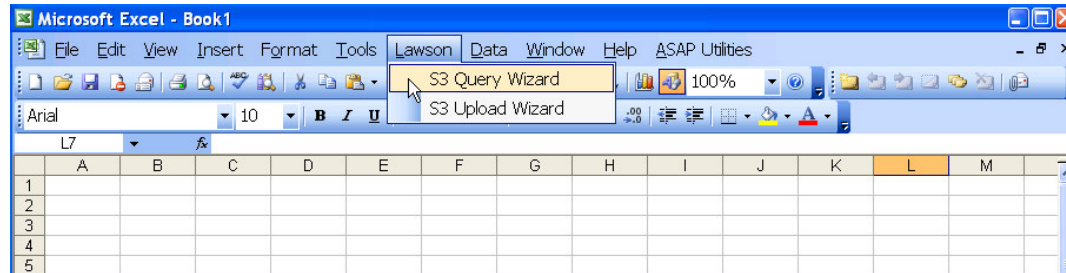 Microsoft Excel - Book1
File Edit View Insert Format Tools Lawson Data Window Help ASAP Utilities
S3 Query Wizard
100%
S3 Upload Wizard
Arial
10
B I U
L7
fx
A B C D E F G H I J K L M
1
2
3
4
5